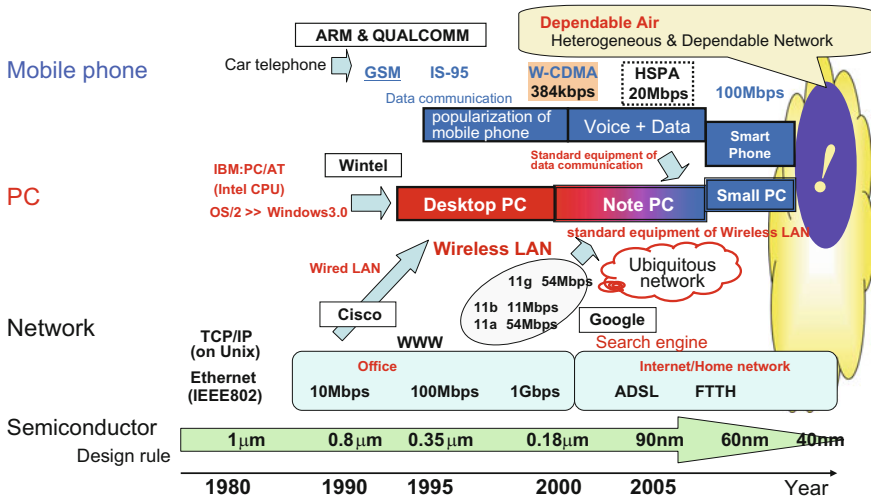 Dependable Air
Heterogeneous & Dependable Network
ARM & QUALCOMM
Mobile phone
Car telephone
GSM
IS-95
W-CDMA
384kbps
HSPA
20Mbps
100Mbps
Data communication
popularization of
mobile phone
Voice + Data
Smart
Phone
!
Standard equipment of
data communication
IBM:PC/AT
(Intel CPU)
OS/2 >> Windows3.0
Wintel
PC
Desktop PC
Note PC
Small PC
standard equipment of Wireless LAN
Wireless LAN
Wired LAN
11g 54Mbps
11b 11Mbps
11a 54Mbps
Ubiquitous
network
Cisco
Google
Network
TCP/IP
(on Unix)
WWW
Search engine
Ethernet
(IEEE802)
Office
10Mbps
100Mbps
1Gbps
Internet/Home network
ADSL
FTTH
Semiconductor
Design rule
1μm
0.8μm
0.35μm
0.18μm
90nm
60nm
40nm
1980
1990
1995
2000
2005
Year